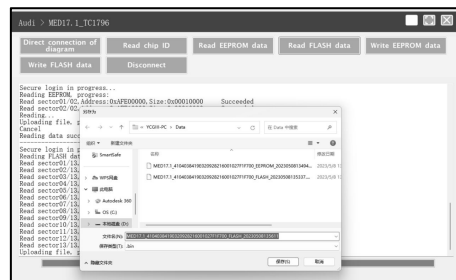 Audi > MED17.1_TC1796
Direct connection of diagram
Read chip ID
Read EEPROM data
Read FLASH data
Write EEPROM data
Write FLASH data
Disconnect
Secure login in progress...
Reading EEPROM, progress:
Read sector01/02, Address:0xAFE00000,Size:0x00010000 Succeeded
Read sector02/02,
Reading...
Uploading file, p
Cancel
Reading data succ
Secure login in p
Reading FLASH dat
Read sector01/13,
Read sector02/13,
Read sector03/13,
Read sector04/13,
Read sector05/13,
Read sector06/13,
Read sector07/13,
Read sector08/13,
Read sector09/13,
Read sector10/13,
Read sector11/13,
Read sector12/13,
Read sector13/13,
Uploading file, p
另存为
YCGVI-PC > Data
在 Data 中搜索
组织
新建文件夹
名称
修改日期
SmartSafe
WPS网盘
此电脑
Autodesk 360
OS (C:)
本地磁盘 (D:)
文件名(N):
保存类型(T): .bin
隐藏文件夹
保存(S)
取消